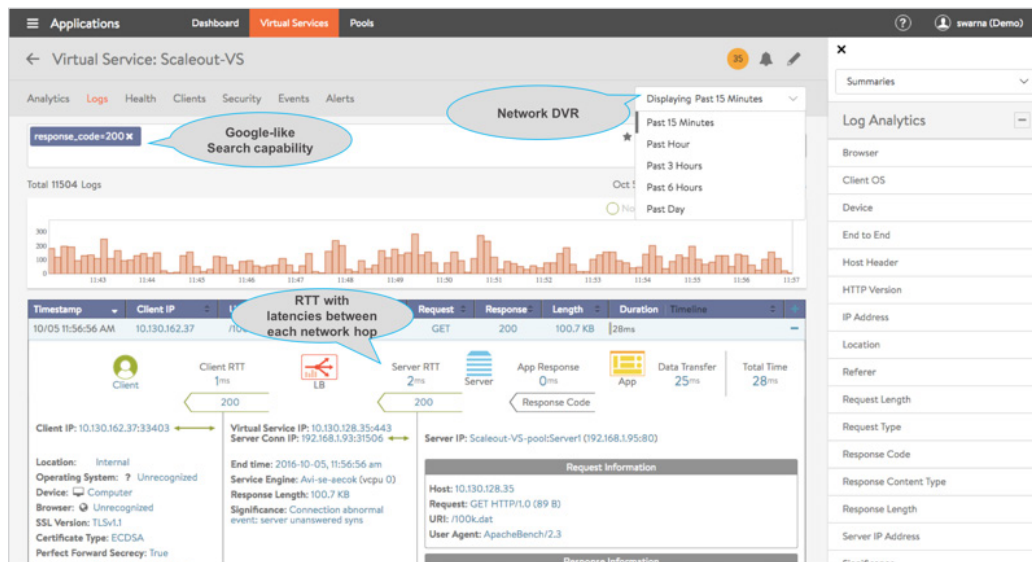 Applications Dashboard Virtual Services Pools ? swarna (Demo)
Virtual Service: Scaleout-VS 35
Analytics Logs Health Clients Security Events Alerts
Displaying Past 15 Minutes
Past 15 Minutes
Past Hour
Past 3 Hours
Past 6 Hours
Past Day
Network DVR
response_code=200 ×
Google-like
Search capability
Total 11504 Logs
Oct
No
300
200
100
0
11:43 11:44 11:45 11:46 11:47 11:48 11:49 11:50 11:51 11:52 11:53 11:54 11:55 11:56 11:57
RTT with
latencies between
each network hop
Timestamp Client IP Request Response Length Duration Timeline
10/05 11:56:56 AM 10.130.162.37 GET 200 100.7 KB 28ms
Client
Client RTT
1ms
200
LB
Server RTT
2ms
200
Server
App Response
0ms
Response Code
App
Data Transfer
25ms
Total Time
28ms
Client IP: 10.130.162.37:33403
Location: Internal
Operating System: ? Unrecognized
Device: Computer
Browser: Unrecognized
SSL Version: TLSv1.1
Certificate Type: ECDSA
Perfect Forward Secrecy: True
Virtual Service IP: 10.130.128.35:443
Server Conn IP: 192.168.1.93:31506
End time: 2016-10-05, 11:56:56 am
Service Engine: Avi-se-aecok (vcpu 0)
Response Length: 100.7 KB
Significance: Connection abnormal
event: server unanswered syns
Server IP: Scaleout-VS-pool:Server1 (192.168.1.95:80)
Request Information
Host: 10.130.128.35
Request: GET HTTP/1.0 (89 B)
URI: /100k.dat
User Agent: ApacheBench/2.3
Response Information
×
Summaries
Log Analytics
Browser
Client OS
Device
End to End
Host Header
HTTP Version
IP Address
Location
Referer
Request Length
Request Type
Response Code
Response Content Type
Response Length
Server IP Address